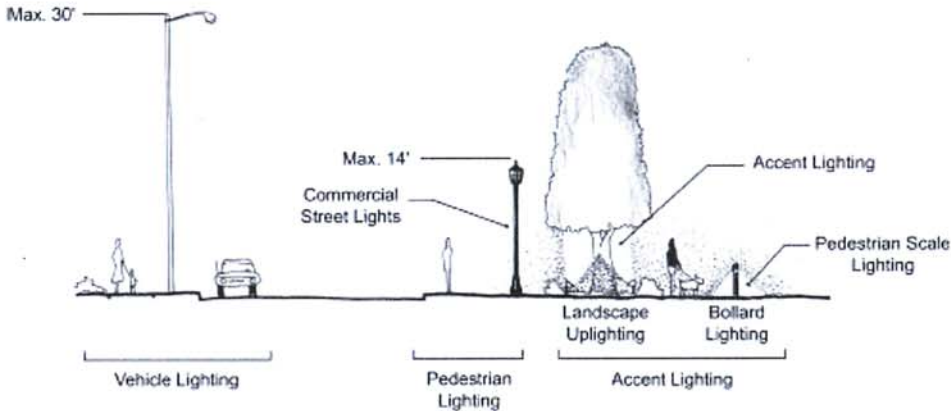 Max. 30'
Max. 14'
Commercial
Street Lights
Accent Lighting
Pedestrian Scale
Lighting
Landscape
Uplighting
Bollard
Lighting
Vehicle Lighting
Pedestrian
Lighting
Accent Lighting